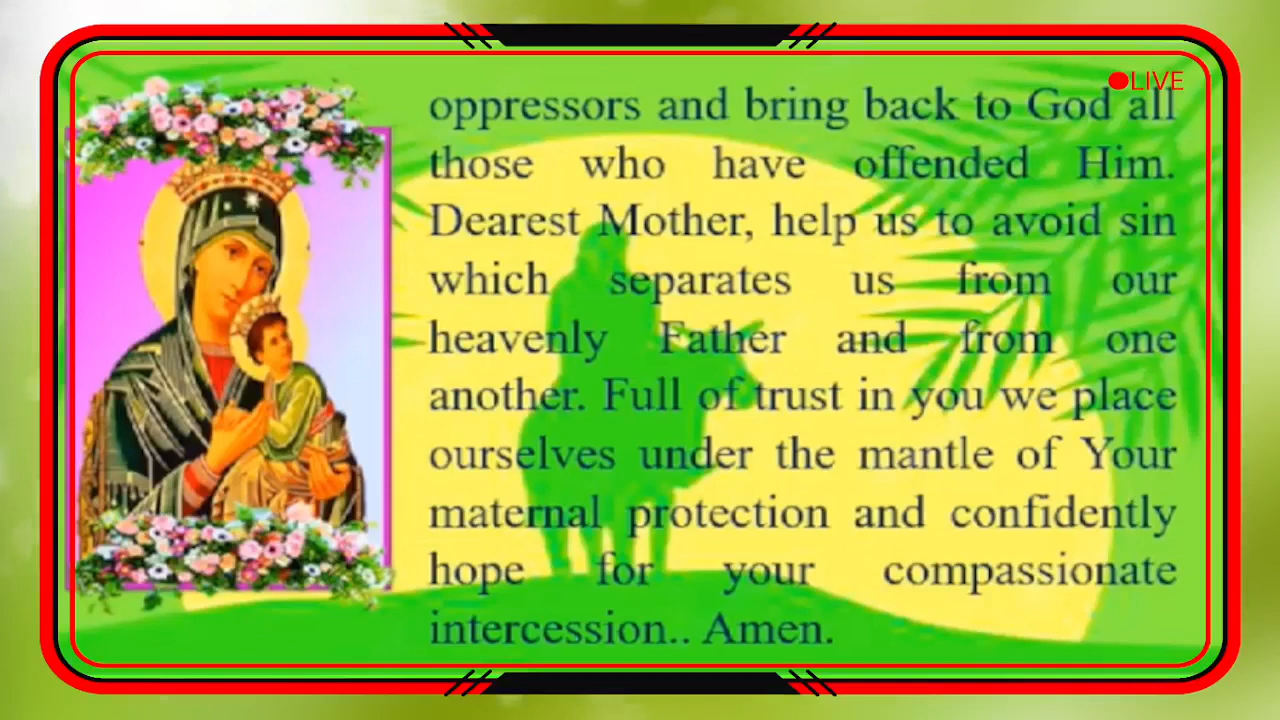 LIVE
oppressors and bring back to God all
those who have offended Him.
Dearest Mother, help us to avoid sin
which separates us from our
heavenly Father and from one
another. Full of trust in you we place
ourselves under the mantle of Your
maternal protection and confidently
hope for your compassionate
intercession.. Amen.